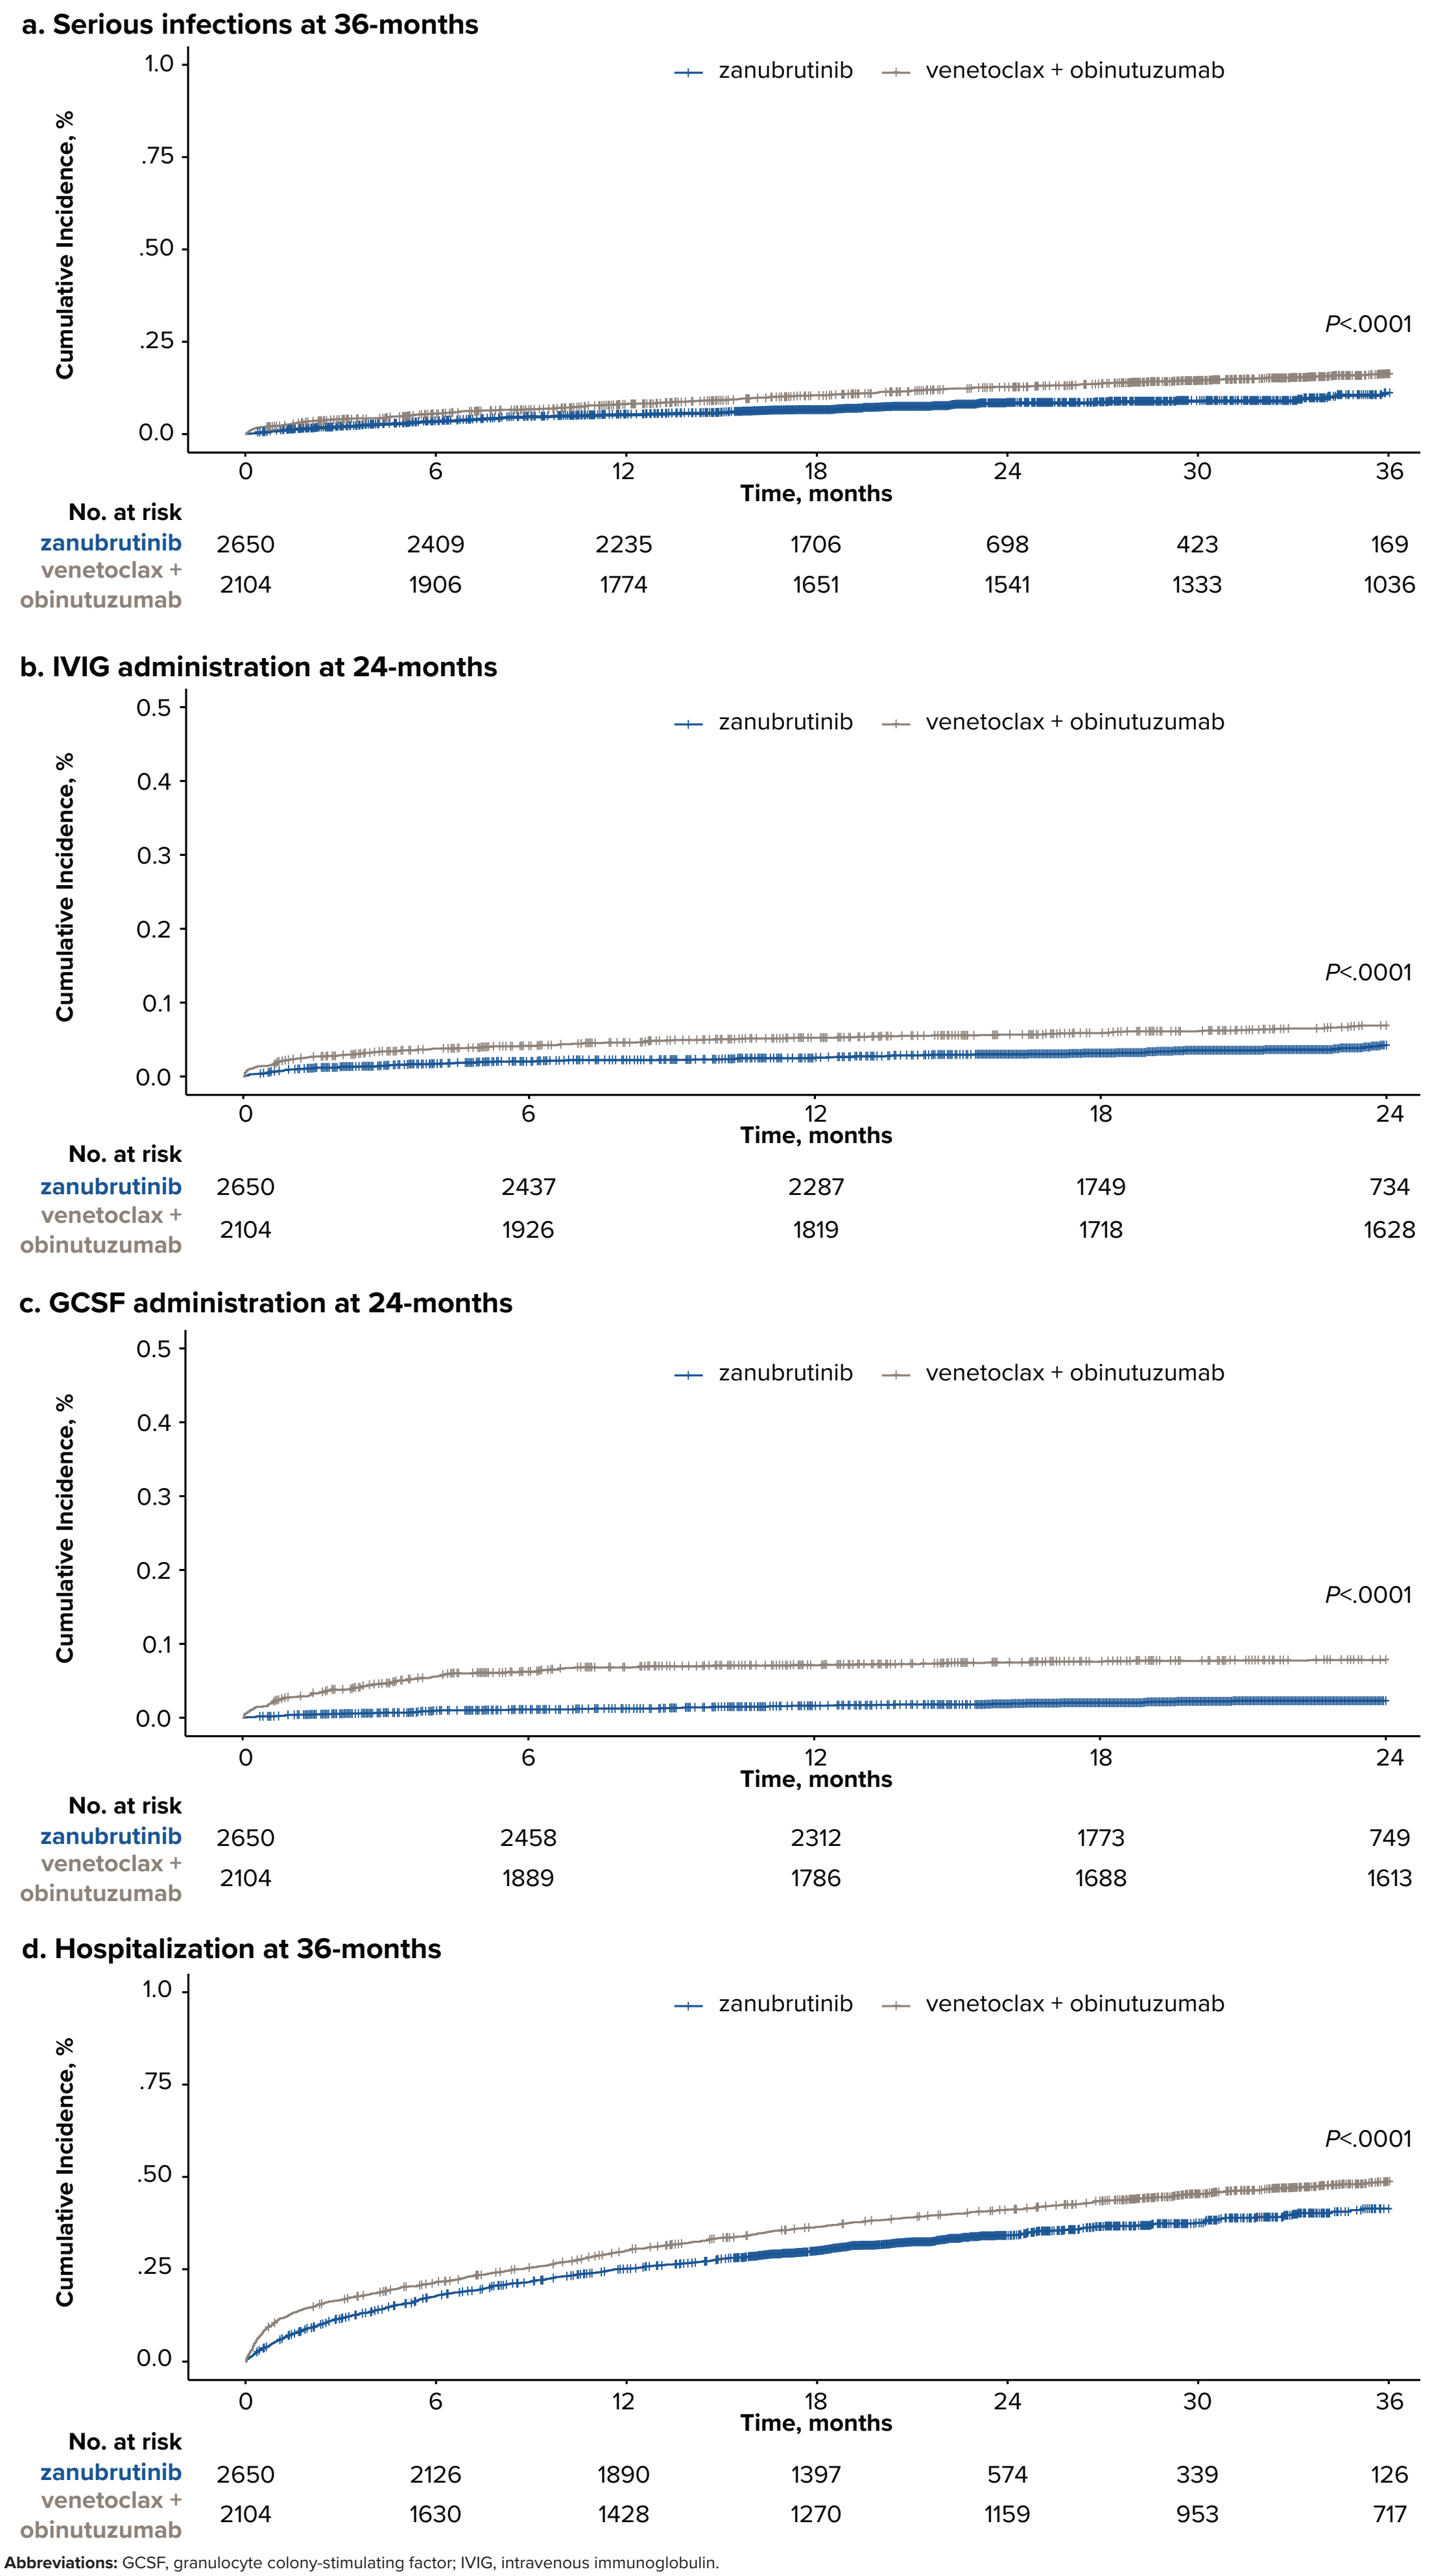 a. Serious infections at 36-months
1.0
zanubrutinib venetoclax + obinutuzumab
Cumulative Incidence, %
.75
.50
.25
P<.0001
0.0
0 6 12 18 24 30 36
Time, months
No. at risk
zanubrutinib 2650 2409 2235 1706 698 423 169
venetoclax +
obinutuzumab 2104 1906 1774 1651 1541 1333 1036
b. IVIG administration at 24-months
0.5
zanubrutinib venetoclax + obinutuzumab
Cumulative Incidence, %
0.4
0.3
0.2
P<.0001
0.1
0.0
0 6 12 18 24
Time, months
No. at risk
zanubrutinib 2650 2437 2287 1749 734
venetoclax +
obinutuzumab 2104 1926 1819 1718 1628
c. GCSF administration at 24-months
0.5
zanubrutinib venetoclax + obinutuzumab
Cumulative Incidence, %
0.4
0.3
0.2
P<.0001
0.1
0.0
0 6 12 18 24
Time, months
No. at risk
zanubrutinib 2650 2458 2312 1773 749
venetoclax +
obinutuzumab 2104 1889 1786 1688 1613
d. Hospitalization at 36-months
1.0
zanubrutinib venetoclax + obinutuzumab
Cumulative Incidence, %
.75
P<.0001
.50
.25
0.0
0 6 12 18 24 30 36
Time, months
No. at risk
zanubrutinib 2650 2126 1890 1397 574 339 126
venetoclax +
obinutuzumab 2104 1630 1428 1270 1159 953 717
Abbreviations: GCSF, granulocyte colony-stimulating factor; IVIG, intravenous immunoglobulin.